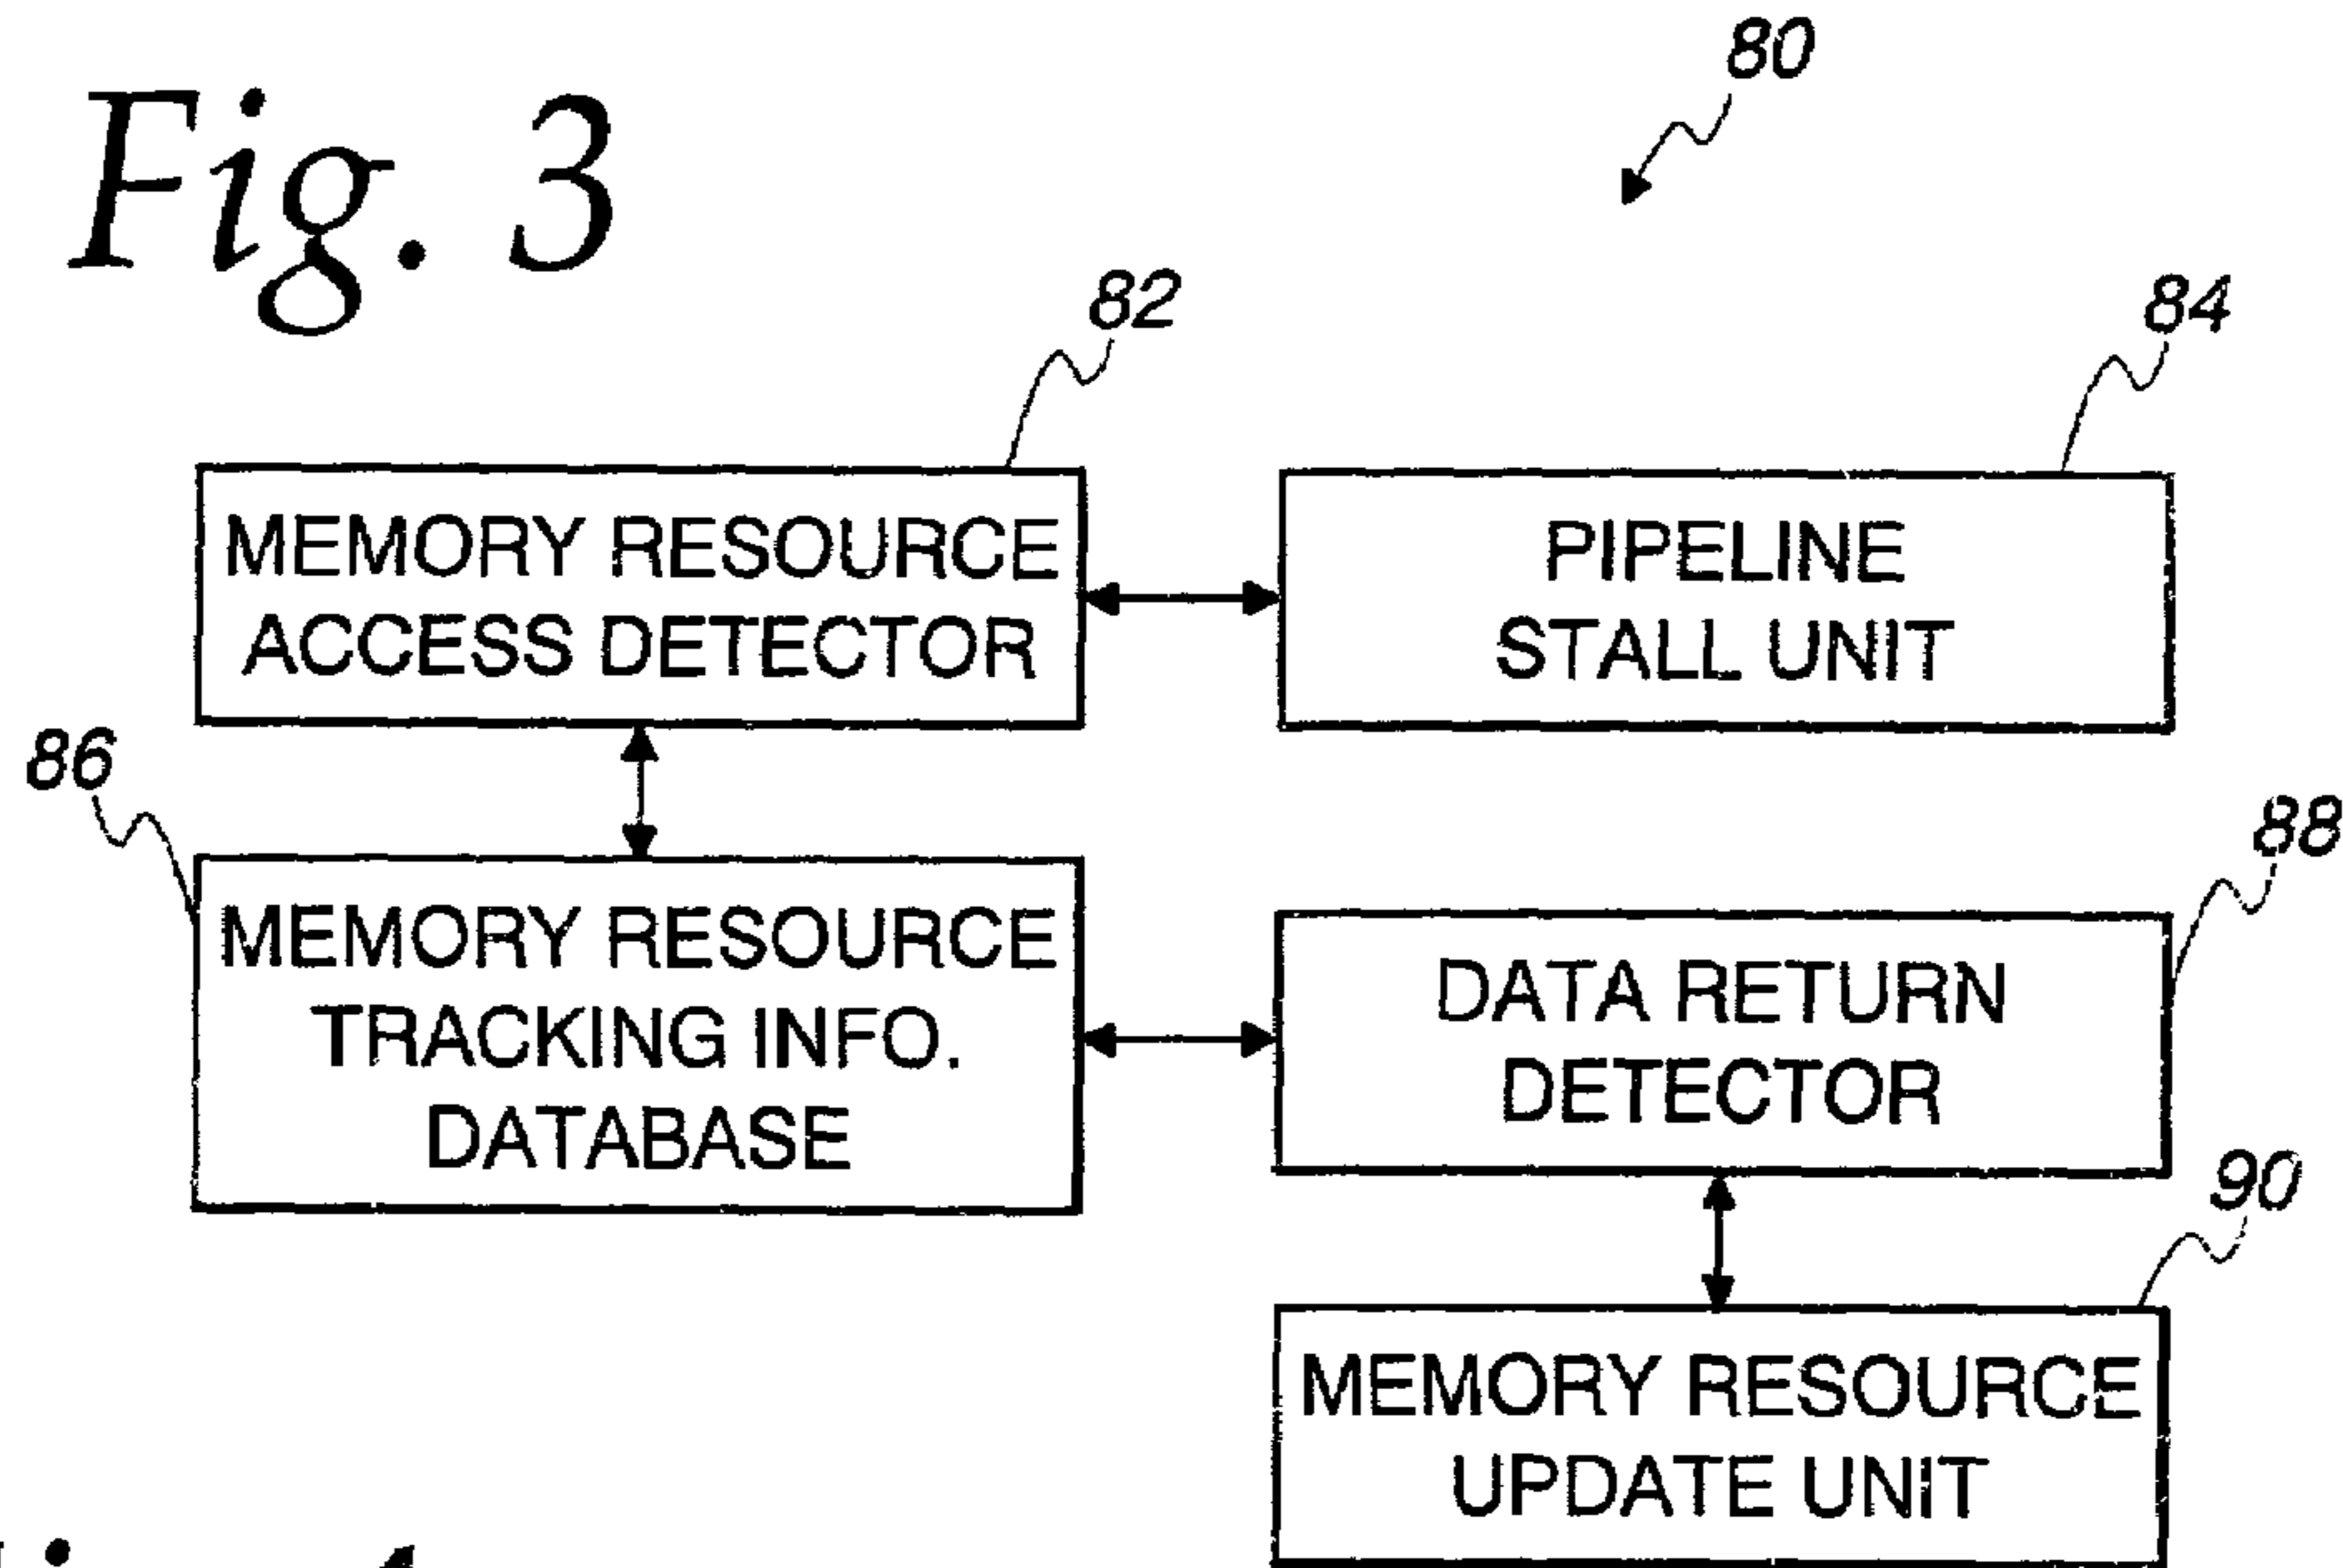 Fig. 3
80
82
84
MEMORY RESOURCE
ACCESS DETECTOR
PIPELINE
STALL UNIT
86
88
MEMORY RESOURCE
TRACKING INFO.
DATABASE
DATA RETURN
DETECTOR
90
MEMORY RESOURCE
UPDATE UNIT